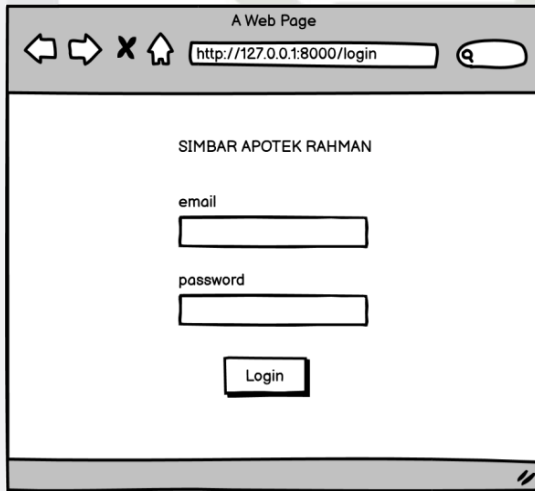 A Web Page
http://127.0.0.1:8000/login
SIMBAR APOTEK RAHMAN
email
password
Login